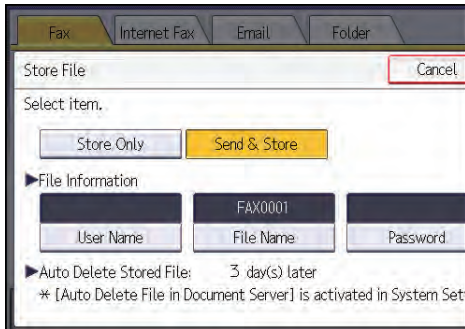 Fax Internet Fax Email Folder
Store File Cancel
Select item.
Store Only Send & Store
►File Information
FAX0001
User Name File Name Password
►Auto Delete Stored File: 3 day(s) later
* [Auto Delete File in Document Server] is activated in System Set